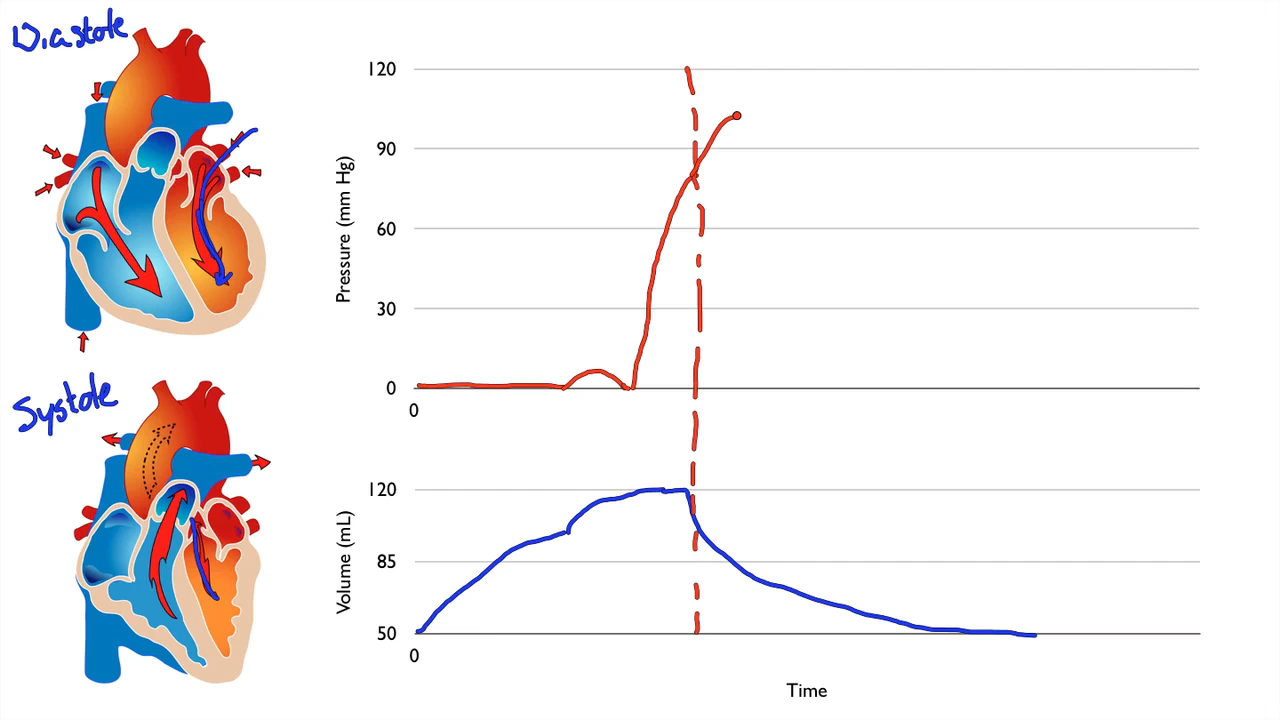 Diastole
120
90
60
30
0
0
Pressure (mm Hg)
Systole
120
85
50
0
Volume (mL)
Time